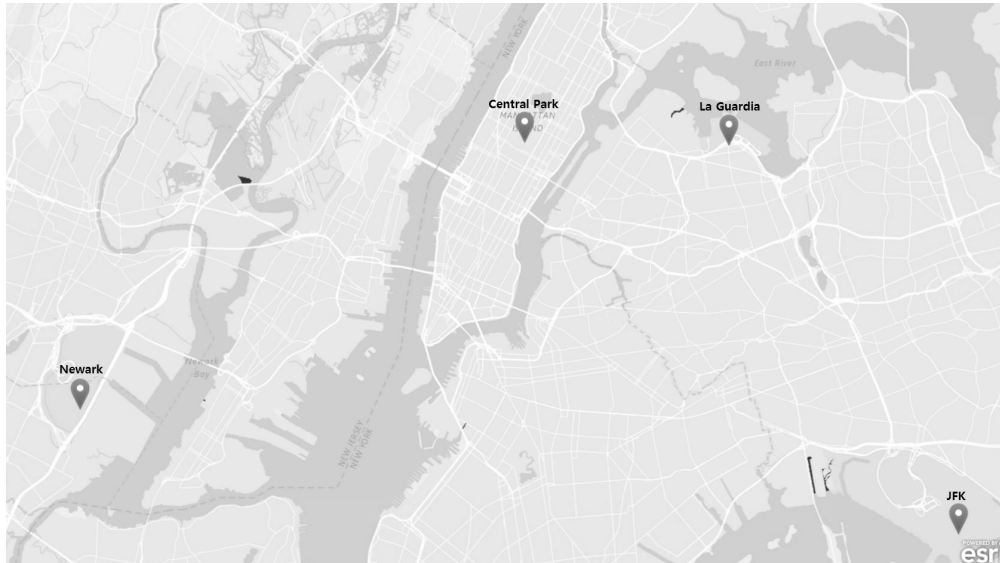 NEW YORK
East River
Central Park
MANHATTAN
ISLAND
La Guardia
Newark
Newark
Bay
NEW JERSEY
NEW YORK
JFK
POWERED BY
esri